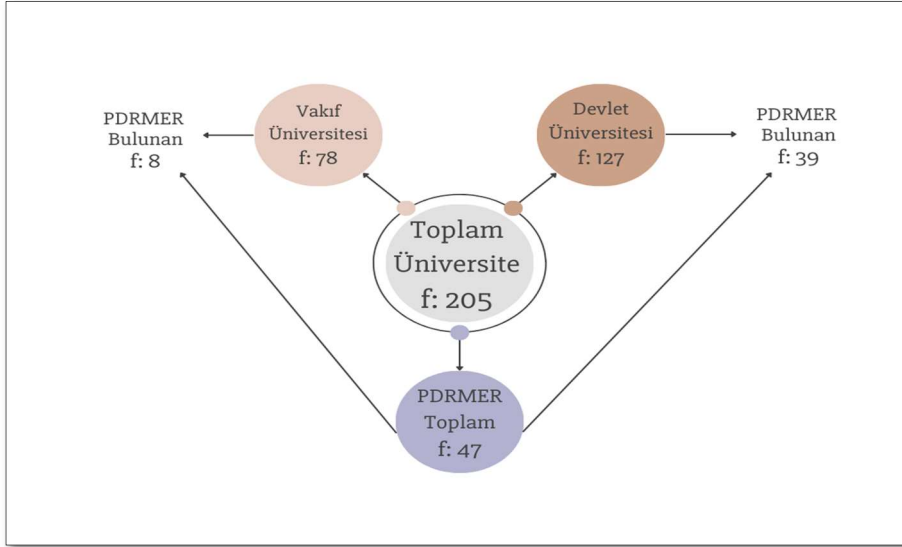 PDRMER
Bulunan
f: 8
Vakıf
Üniversitesi
f: 78
Devlet
Üniversitesi
f: 127
PDRMER
Bulunan
f: 39
Toplam
Üniversite
f: 205
PDRMER
Toplam
f: 47